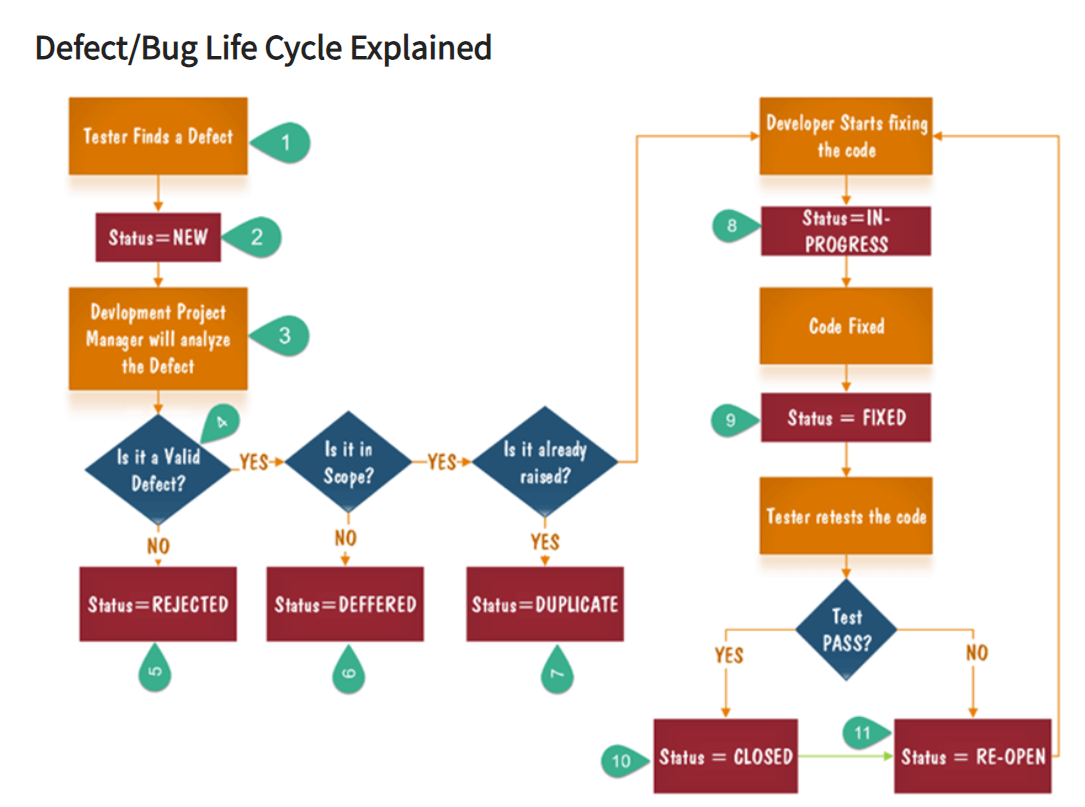 Defect/Bug Life Cycle Explained
Tester Finds a Defect
1
Status=NEW
2
Devlopment Project
Manager will analyze
the Defect
3
4
Is it a Valid
Defect?
YES
NO
Status=REJECTED
5
Is it in
Scope?
YES
NO
Status=DEFFERED
6
Is it already
raised?
YES
Status=DUPLICATE
7
Developer Starts fixing
the code
8
Status=IN-
PROGRESS
Code Fixed
9
Status = FIXED
Tester retests the code
Test
PASS?
YES
NO
10
Status = CLOSED
11
Status = RE-OPEN